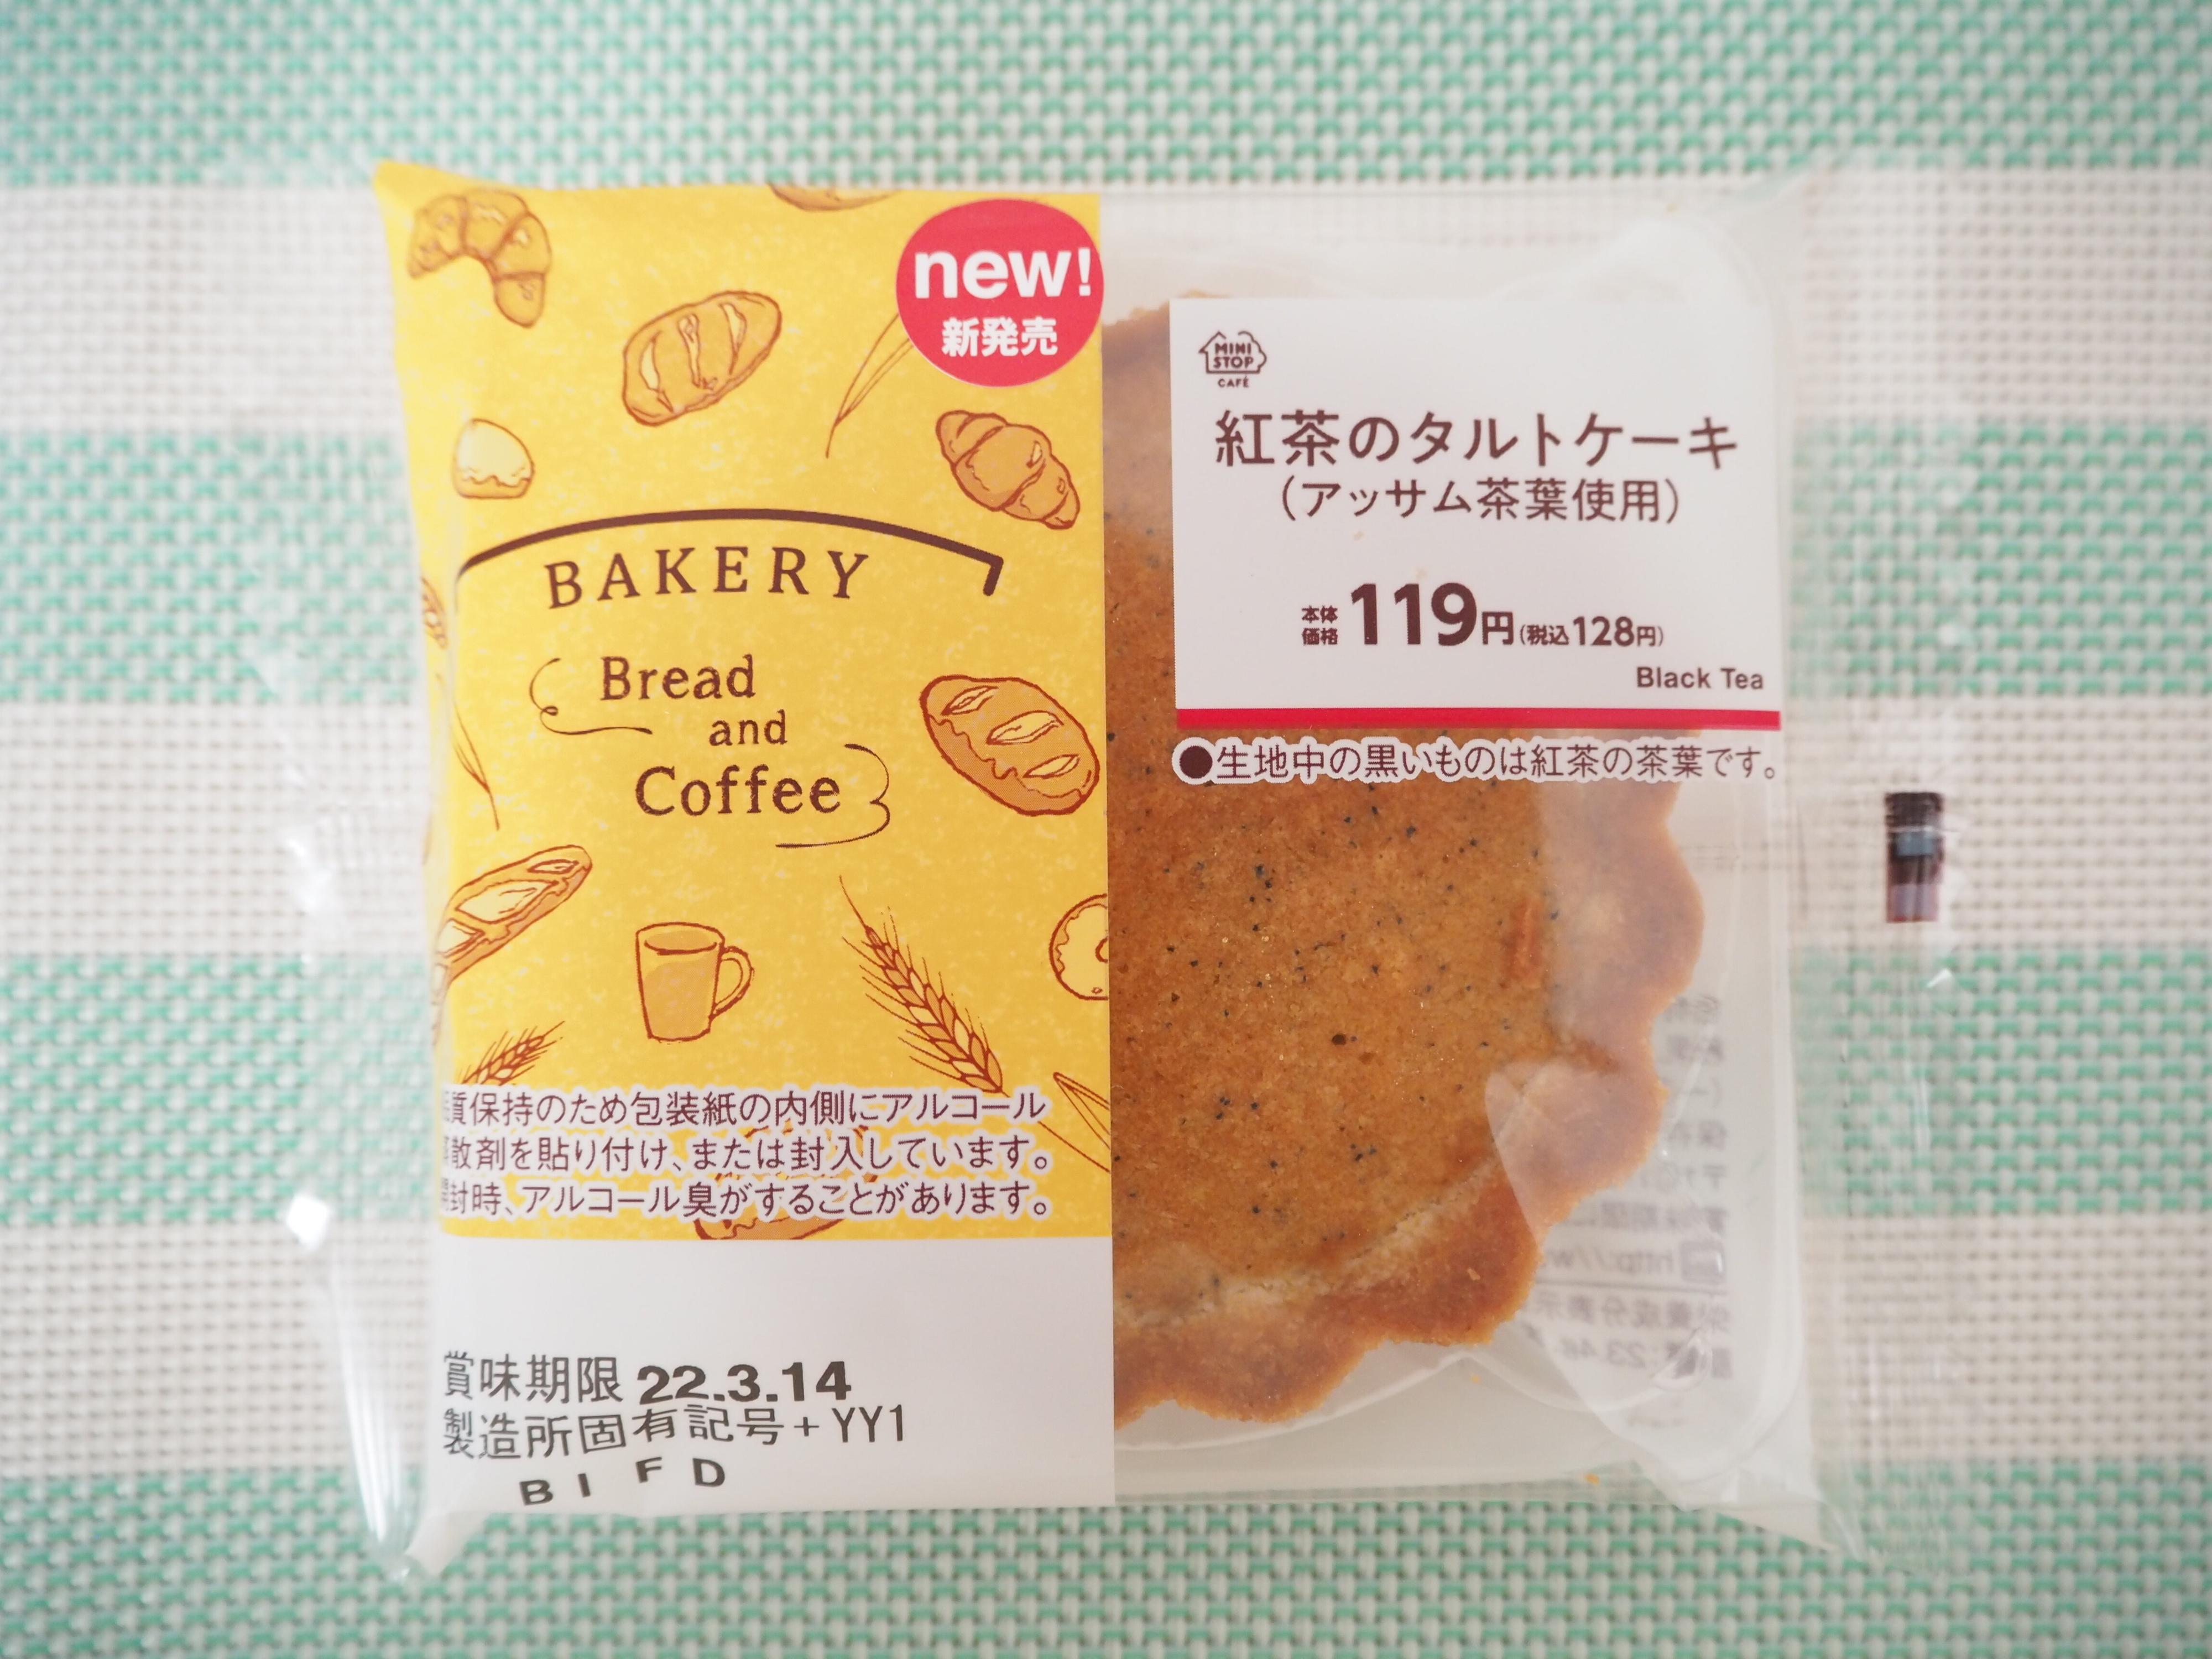 new!
新発売
BAKERY
Bread
and
Coffee
質保持のため包装紙の内側にアルコール
散剤を貼り付け、または封入しています。
封時、アルコール臭がすることがあります。
賞味期限 22.3.14
製造所固有記号+YY1
BIFD
MINI
STOP
CAFÉ
紅茶のタルトケーキ
(アッサム茶葉使用)
本体
価格 119円(税込128円)
Black Tea
●生地中の黒いものは紅茶の茶葉です。